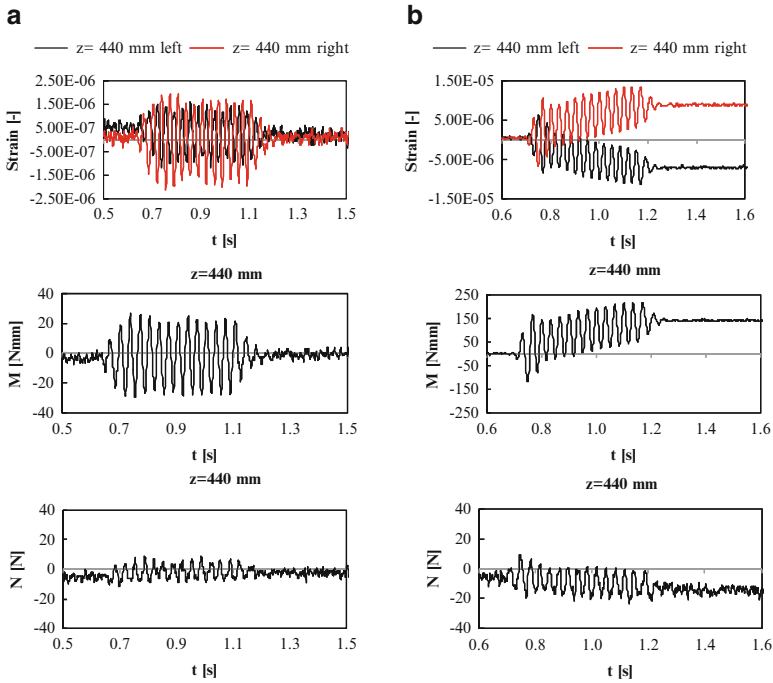 a
z= 440 mm left z= 440 mm right
2.50E-06
1.50E-06
5.00E-07
-5.00E-07
-1.50E-06
-2.50E-06
Strain [-]
0.5 0.7 0.9 1.1 1.3 1.5
t [s]
z=440 mm
40
20
0
-20
-40
M [Nmm]
0.5 0.7 0.9 1.1 1.3 1.5
t [s]
z=440 mm
40
20
0
-20
-40
N [N]
0.5 0.7 0.9 1.1 1.3 1.5
t [s]
b
z= 440 mm left z= 440 mm right
1.50E-05
5.00E-06
-5.00E-06
-1.50E-05
Strain [-]
0.6 0.8 1.0 1.2 1.4 1.6
t [s]
z=440 mm
250
150
50
-50
-150
-250
M [Nmm]
0.6 0.8 1.0 1.2 1.4 1.6
t [s]
z=440 mm
40
20
0
-20
-40
N [N]
0.6 0.8 1.0 1.2 1.4 1.6
t [s]